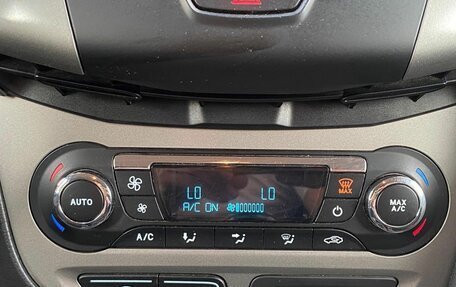 LO LO
A/C ON
AUTO
MAX
MAX A/C
A/C